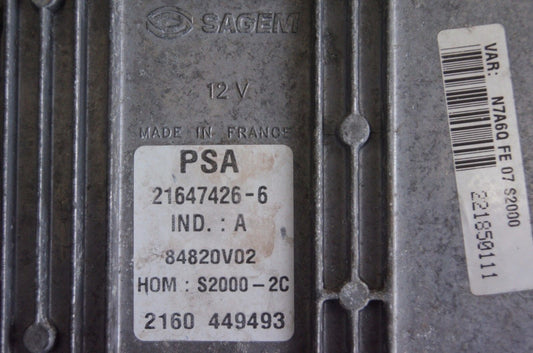 SAGEM
12 V
MADE IN FRANCE
PSA
21647426-6
IND. : A
84820V02
HOM : S2000-2C
2160 449493
VAR: N7A6Q FE 07 S2000
221850111